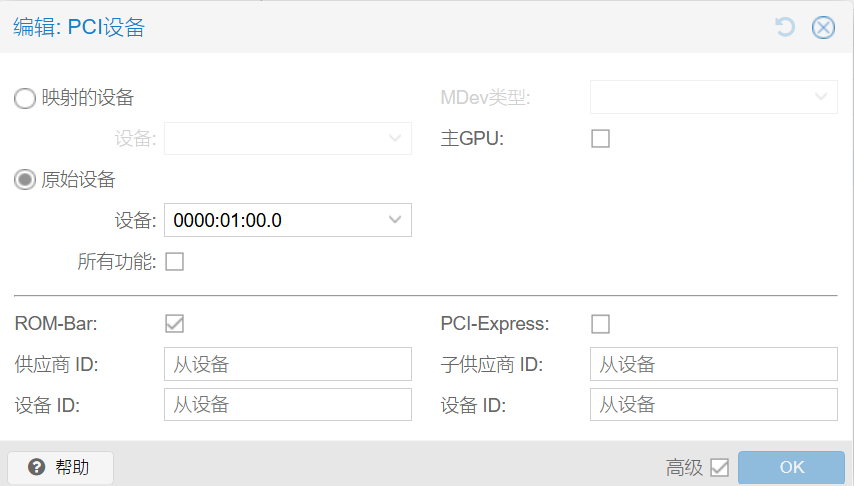 编辑: PCI设备
映射的设备 MDev类型:
设备: 主GPU:
原始设备
设备: 0000:01:00.0
所有功能:
ROM-Bar: PCI-Express:
供应商 ID: 从设备 子供应商 ID: 从设备
设备 ID: 从设备 设备 ID: 从设备
帮助 高级 OK